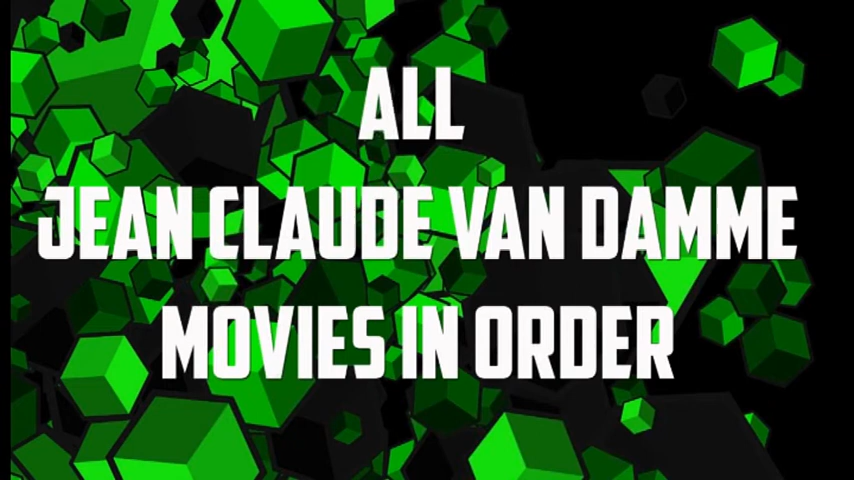 ALL
JEAN CLAUDE VAN DAMME
MOVIES IN ORDER